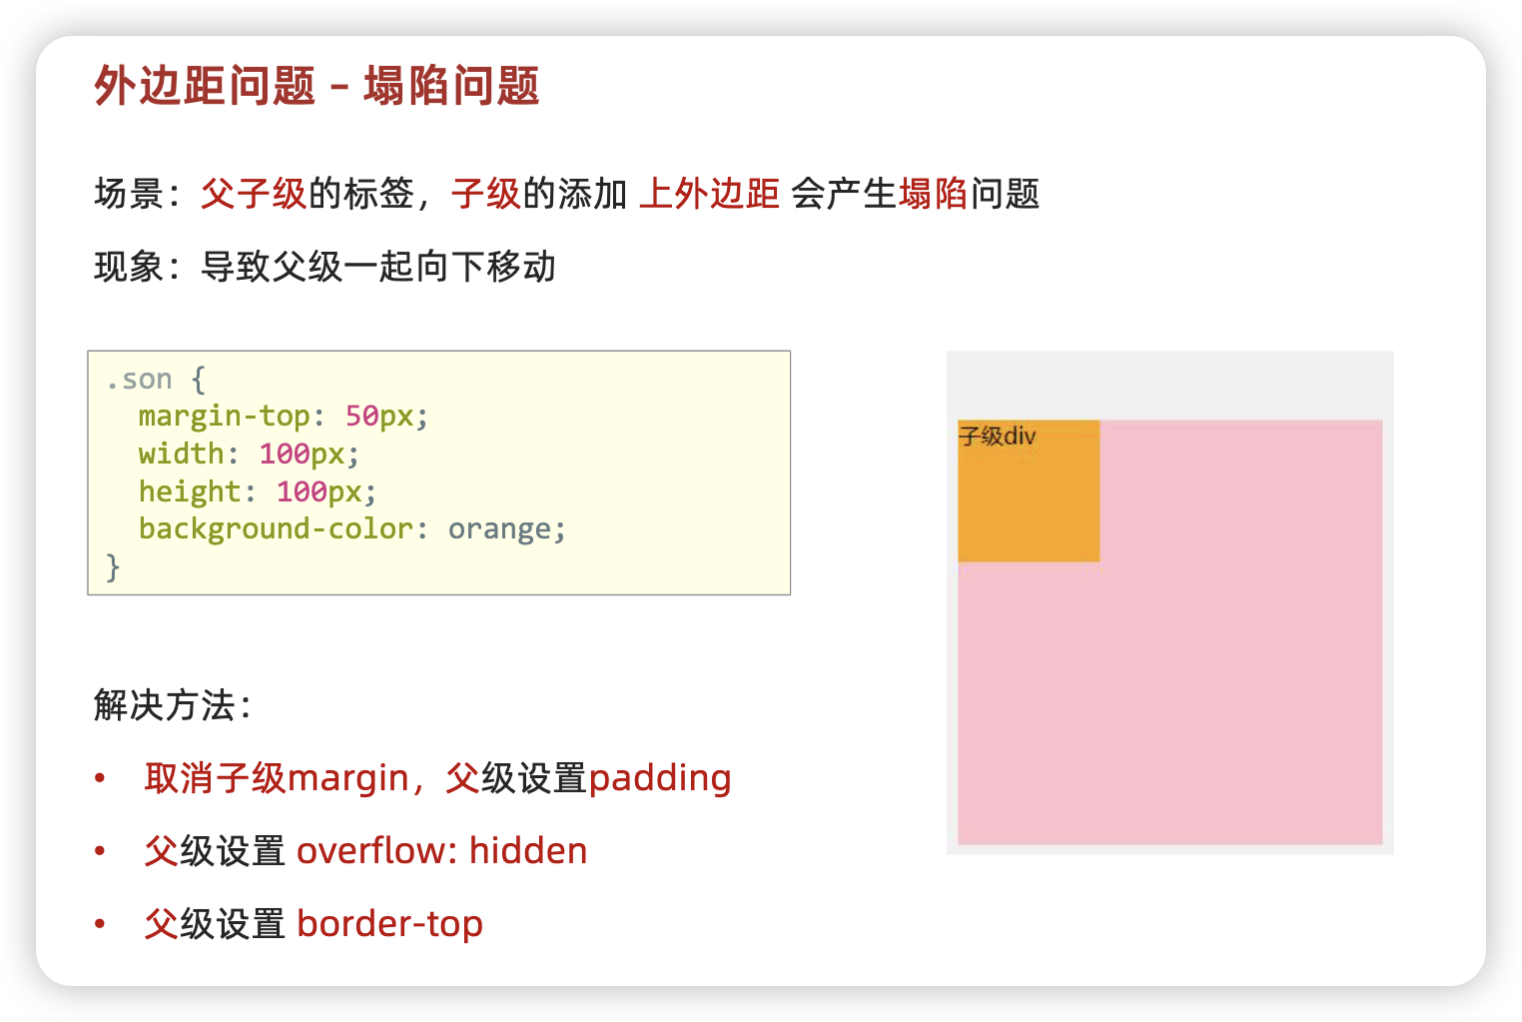 外边距问题 – 塌陷问题
场景：父子级的标签，子级的添加 上外边距 会产生塌陷问题
现象：导致父级一起向下移动
.son {
  margin-top: 50px;
  width: 100px;
  height: 100px;
  background-color: orange;
}
子级div
解决方法：
• 取消子级margin，父级设置padding
• 父级设置 overflow: hidden
• 父级设置 border-top